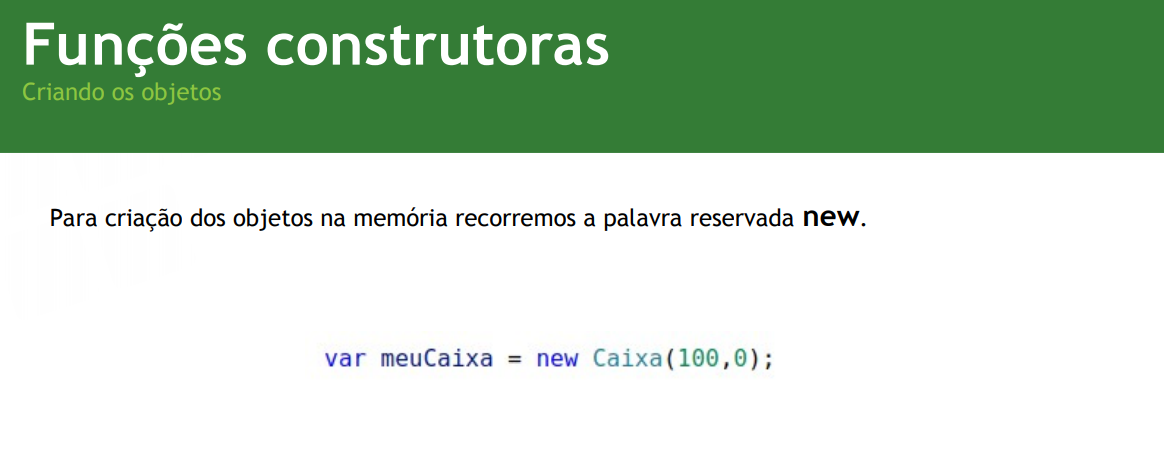 Funções construtoras
Criando os objetos
Para criação dos objetos na memória recorremos a palavra reservada new.
var meuCaixa = new Caixa(100,0);